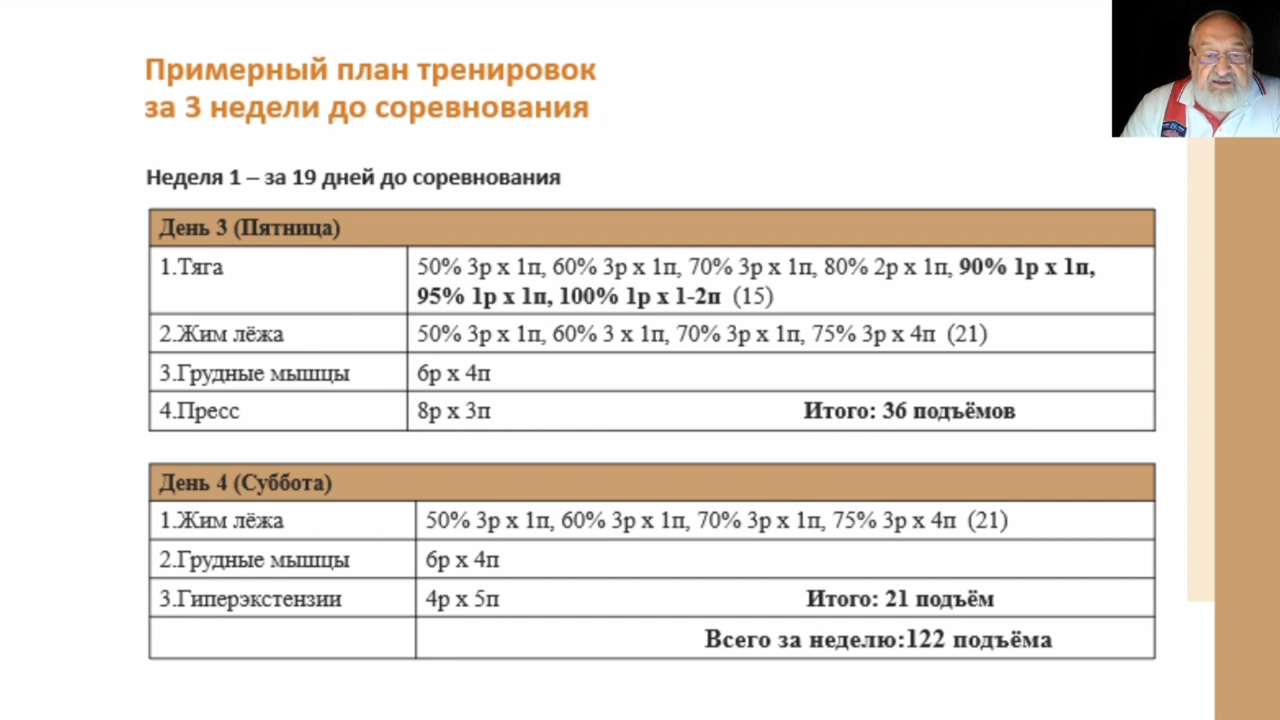 Примерный план тренировок
за 3 недели до соревнования
Неделя 1 – за 19 дней до соревнования
День 3 (Пятница)
1.Тяга
50% 3р х 1п, 60% 3р х 1п, 70% 3р х 1п, 80% 2р х 1п, 90% 1р х 1п,
95% 1р х 1п, 100% 1р х 1-2п (15)
2.Жим лёжа
50% 3р х 1п, 60% 3 х 1п, 70% 3р х 1п, 75% 3р х 4п (21)
3.Грудные мышцы
6р х 4п
4.Пресс
8р х 3п Итого: 36 подъёмов
День 4 (Суббота)
1.Жим лёжа
50% 3р х 1п, 60% 3р х 1п, 70% 3р х 1п, 75% 3р х 4п (21)
2.Грудные мышцы
6р х 4п
3.Гиперэкстензии
4р х 5п Итого: 21 подъём
Всего за неделю:122 подъёма